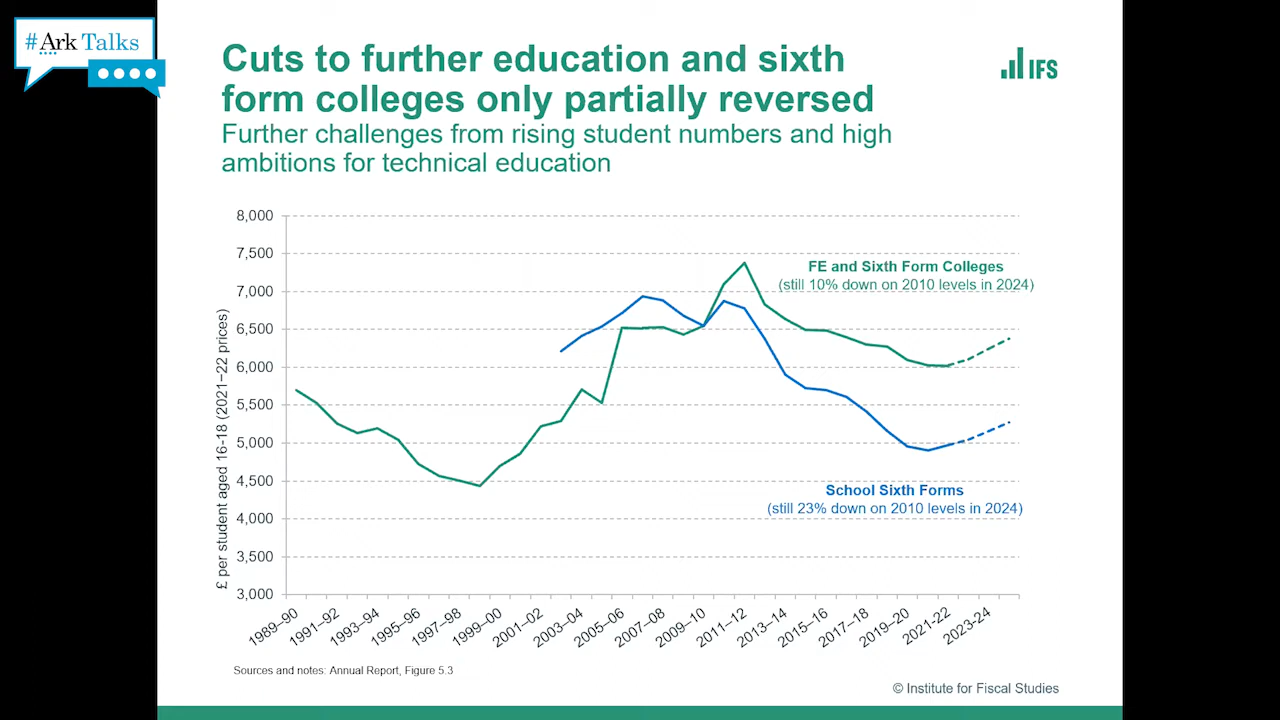 #Ark Talks
Cuts to further education and sixth
form colleges only partially reversed
IFS
Further challenges from rising student numbers and high
ambitions for technical education
£ per student aged 16-18 (2021–22 prices)
8,000
7,500
7,000
6,500
6,000
5,500
5,000
4,500
4,000
3,500
3,000
FE and Sixth Form Colleges
(still 10% down on 2010 levels in 2024)
School Sixth Forms
(still 23% down on 2010 levels in 2024)
1989–90
1991–92
1993–94
1995–96
1997–98
1999–00
2001–02
2003–04
2005–06
2007–08
2009–10
2011–12
2013–14
2015–16
2017–18
2019–20
2021–22
2023–24
Sources and notes: Annual Report, Figure 5.3
© Institute for Fiscal Studies